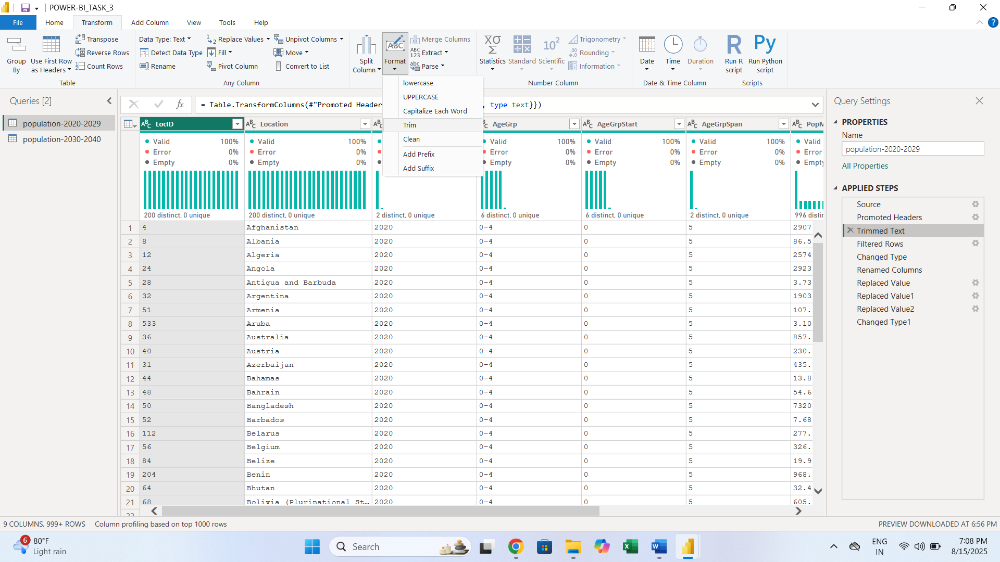 POWER-BI_TASK_3
File Home Transform Add Column View Tools Help
Group By
Use First Row as Headers
Transpose
Reverse Rows
Count Rows
Table
Data Type: Text
Detect Data Type
Rename
Replace Values
Fill
Pivot Column
Unpivot Columns
Move
Convert to List
Any Column
Split Column
Format
Merge Columns
Extract
Parse
Statistics
Standard
Scientific
Trigonometry
Rounding
Information
Number Column
Date
Time
Duration
Date & Time Column
Run R script
Run Python script
Scripts
lowercase
UPPERCASE
Capitalize Each Word
Trim
Clean
Add Prefix
Add Suffix
Queries [2]
population-2020-2029
population-2030-2040
= Table.TransformColumns(#"Promoted Header , type text}})
LocID Location AgeGrp AgeGrpStart AgeGrpSpan PopM
Valid 100% Valid 100% Valid 100% Valid 100% Valid 100% Valid
Error 0% Error 0% Error 0% Error 0% Error 0% Error
Empty 0% Empty 0% Empty 0% Empty 0% Empty 0% Empty
200 distinct, 0 unique 200 distinct, 0 unique 2 distinct, 0 unique 6 distinct, 0 unique 6 distinct, 0 unique 2 distinct, 0 unique 996 distin
1 4 Afghanistan 2020 0-4 0 5 2907
2 8 Albania 2020 0-4 0 5 86.5
3 12 Algeria 2020 0-4 0 5 2574
4 24 Angola 2020 0-4 0 5 2923
5 28 Antigua and Barbuda 2020 0-4 0 5 3.73
6 32 Argentina 2020 0-4 0 5 1903
7 51 Armenia 2020 0-4 0 5 107.
8 533 Aruba 2020 0-4 0 5 3.10
9 36 Australia 2020 0-4 0 5 857.
10 40 Austria 2020 0-4 0 5 230.
11 31 Azerbaijan 2020 0-4 0 5 435.
12 44 Bahamas 2020 0-4 0 5 13.8
13 48 Bahrain 2020 0-4 0 5 54.6
14 50 Bangladesh 2020 0-4 0 5 7320
15 52 Barbados 2020 0-4 0 5 7.68
16 112 Belarus 2020 0-4 0 5 277.
17 56 Belgium 2020 0-4 0 5 326.
18 84 Belize 2020 0-4 0 5 19.9
19 204 Benin 2020 0-4 0 5 968.
20 64 Bhutan 2020 0-4 0 5 32.4
21 68 Bolivia (Plurinational St… 2020 0-4 0 5 605.
22
Query Settings
PROPERTIES
Name
population-2020-2029
All Properties
APPLIED STEPS
Source
Promoted Headers
Trimmed Text
Filtered Rows
Changed Type
Renamed Columns
Replaced Value
Replaced Value1
Replaced Value2
Changed Type1
9 COLUMNS, 999+ ROWS Column profiling based on top 1000 rows
PREVIEW DOWNLOADED AT 6:56 PM
6
80°F
Light rain
Search
ENG
IN
7:08 PM
8/15/2025